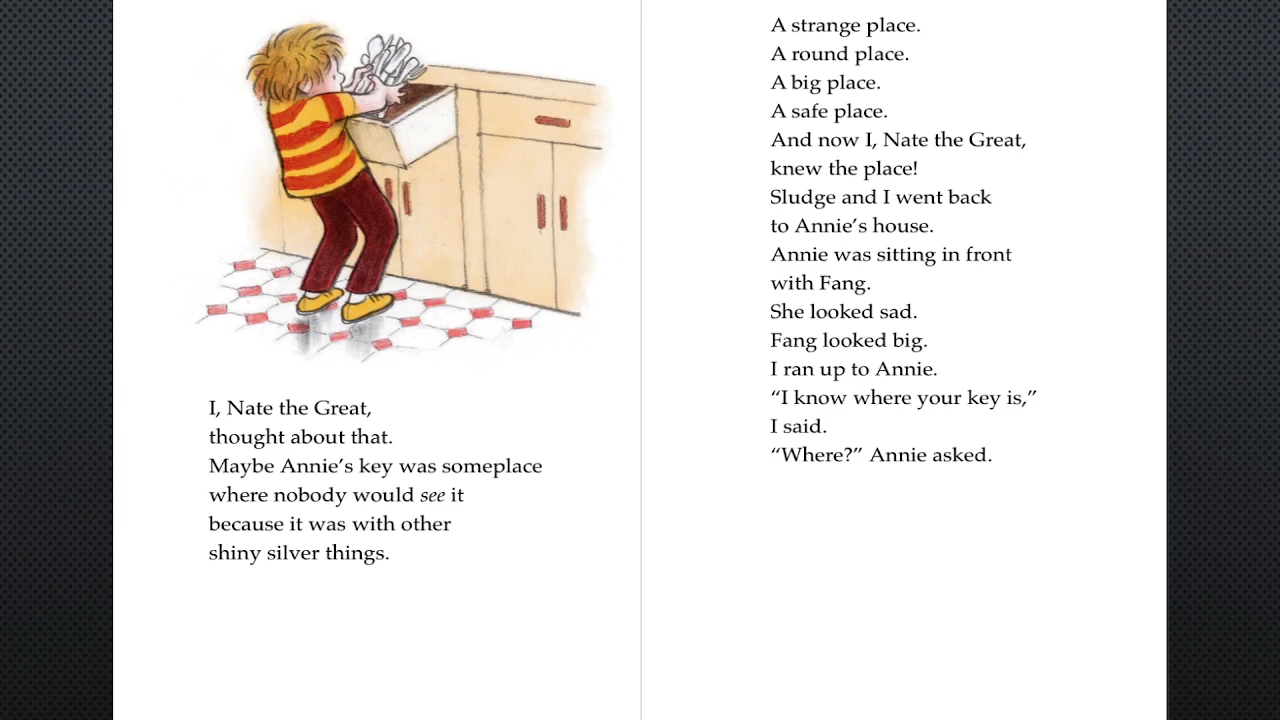 I, Nate the Great,
thought about that.
Maybe Annie’s key was someplace
where nobody would see it
because it was with other
shiny silver things.
A strange place.
A round place.
A big place.
A safe place.
And now I, Nate the Great,
knew the place!
Sludge and I went back
to Annie’s house.
Annie was sitting in front
with Fang.
She looked sad.
Fang looked big.
I ran up to Annie.
“I know where your key is,”
I said.
“Where?” Annie asked.